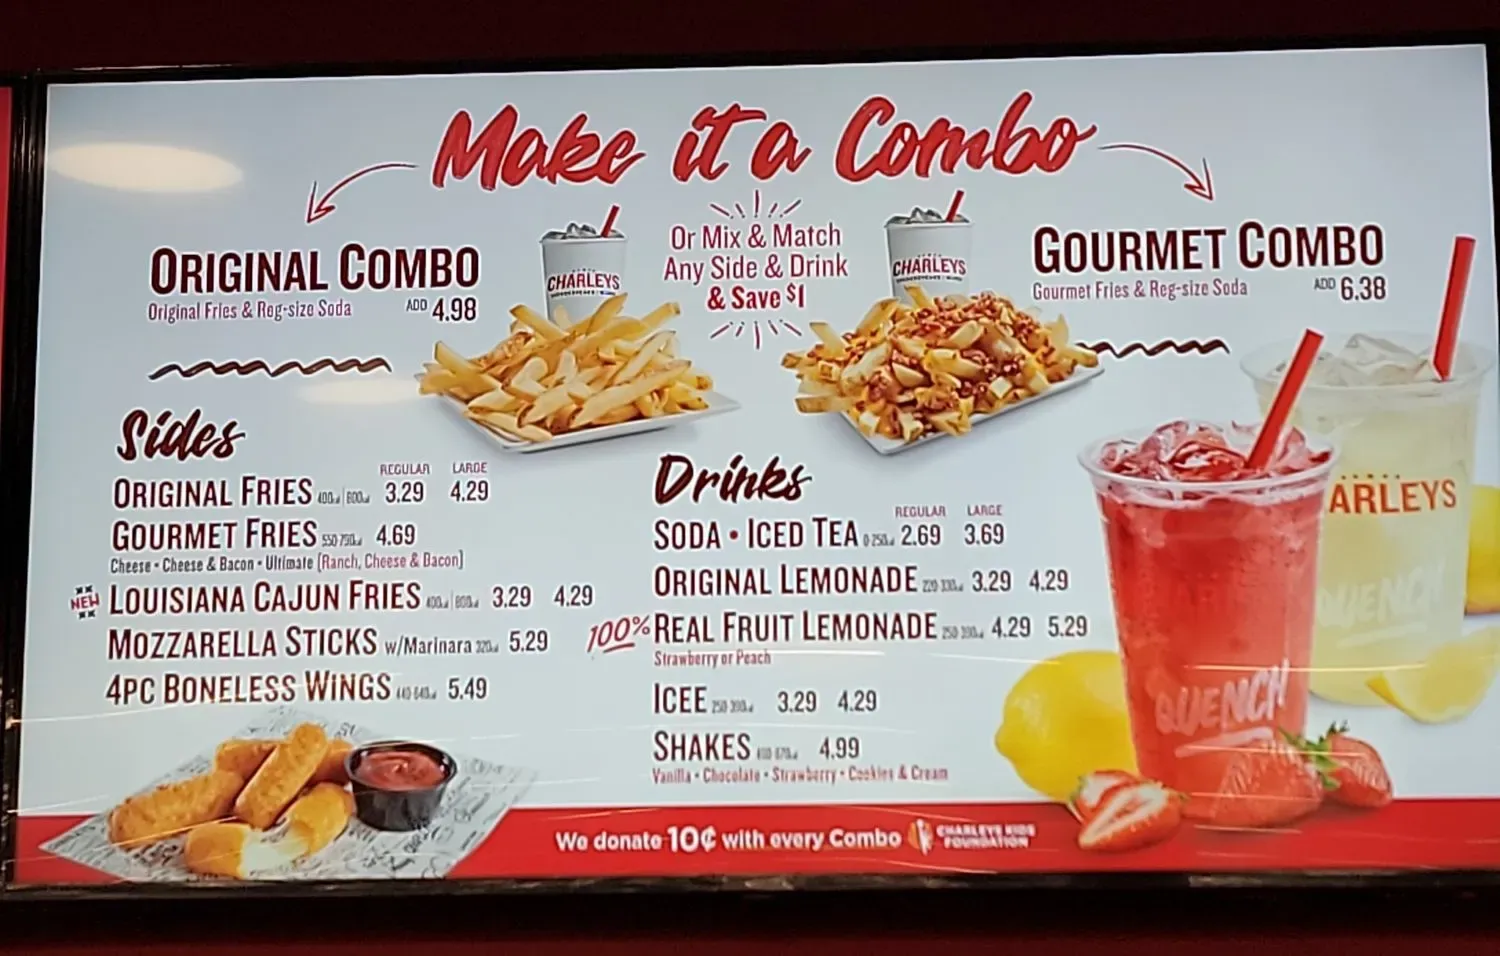 Make it a Combo
ORIGINAL COMBO
Original Fries & Reg-size Soda ADD 4.98
Or Mix & Match
Any Side & Drink
& Save $1
GOURMET COMBO
Gourmet Fries & Reg-size Soda ADD 6.38
CHARLEYS
CHARLEYS
Sides
REGULAR LARGE
ORIGINAL FRIES 3.29 4.29
GOURMET FRIES 4.69
Cheese • Cheese & Bacon • Ultimate [Ranch, Cheese & Bacon]
NEW LOUISIANA CAJUN FRIES 3.29 4.29
MOZZARELLA STICKS w/Marinara 5.29
4PC BONELESS WINGS 5.49
Drinks
REGULAR LARGE
SODA • ICED TEA 2.69 3.69
ORIGINAL LEMONADE 3.29 4.29
100% REAL FRUIT LEMONADE 4.29 5.29
Strawberry or Peach
ICEE 3.29 4.29
SHAKES 4.99
Vanilla • Chocolate • Strawberry • Cookies & Cream
ARLEYS
QUENCH
QUENCH
We donate 10¢ with every Combo CHARLEYS KIDS
FOUNDATION